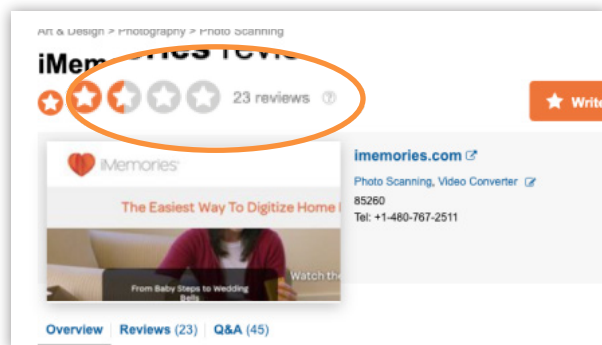 Art & Design > Photography > Photo Scanning
iMemories
23 reviews
Write
iMemories
The Easiest Way To Digitize Home
Watch the
From Baby Steps to Wedding
Bells
imemories.com
Photo Scanning, Video Converter
85260
Tel: +1-480-767-2511
Overview Reviews (23) Q&A (45)